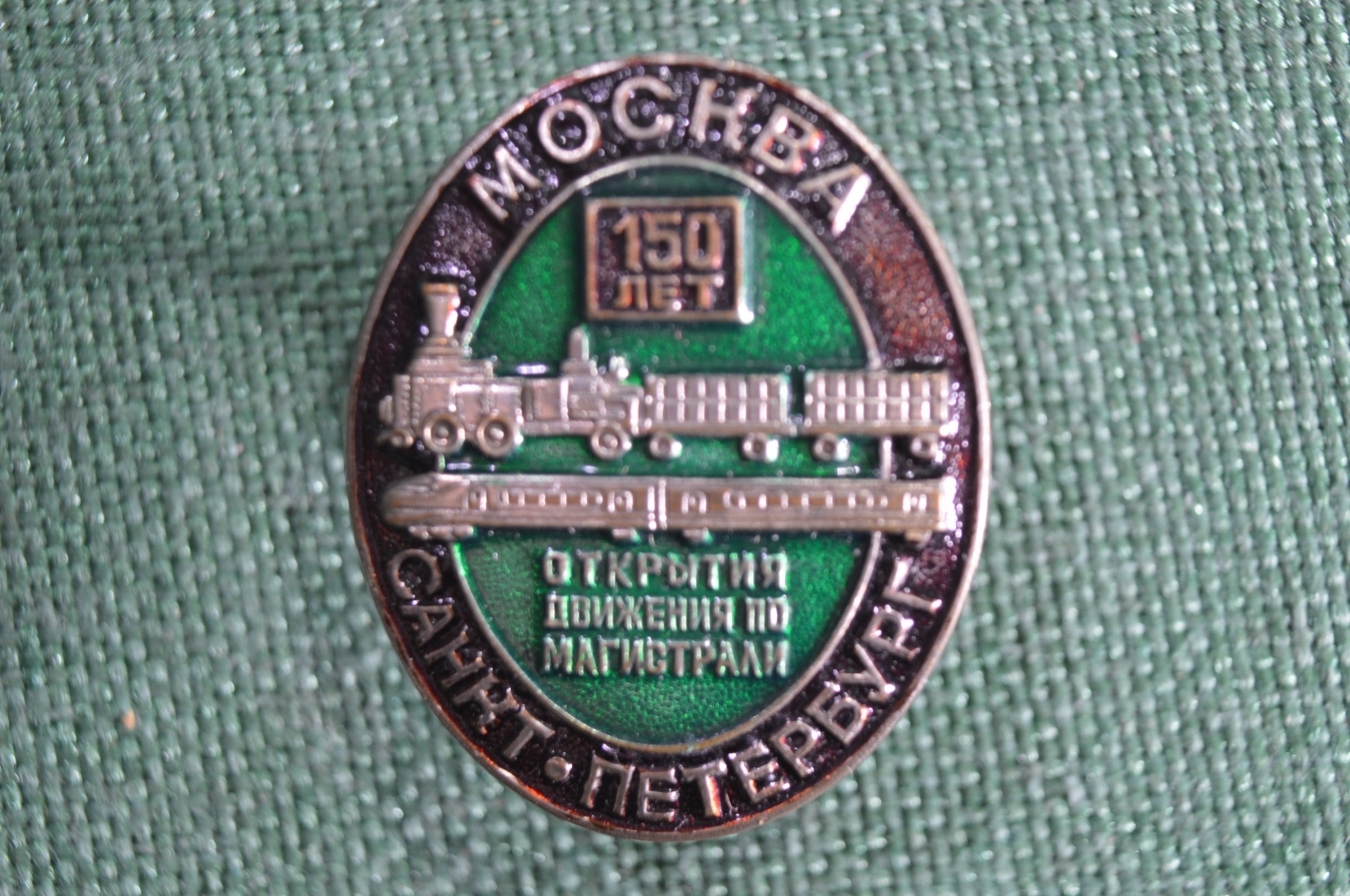 МОСКВА
150
ЛЕТ
ОТКРЫТИЯ
ДВИЖЕНИЯ ПО
МАГИСТРАЛИ
САНКТ·ПЕТЕРБУРГ